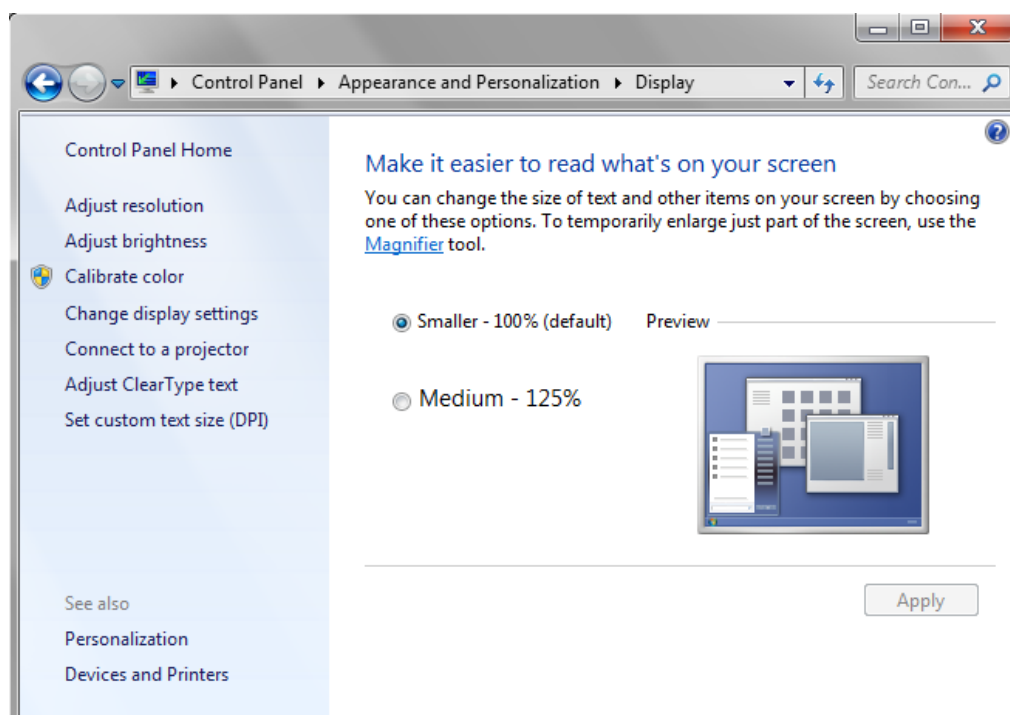 Control Panel Appearance and Personalization Display Search Con...
Control Panel Home
Adjust resolution
Adjust brightness
Calibrate color
Change display settings
Connect to a projector
Adjust ClearType text
Set custom text size (DPI)
See also
Personalization
Devices and Printers
Make it easier to read what's on your screen
You can change the size of text and other items on your screen by choosing
one of these options. To temporarily enlarge just part of the screen, use the
Magnifier tool.
Smaller - 100% (default) Preview
Medium - 125%
Apply